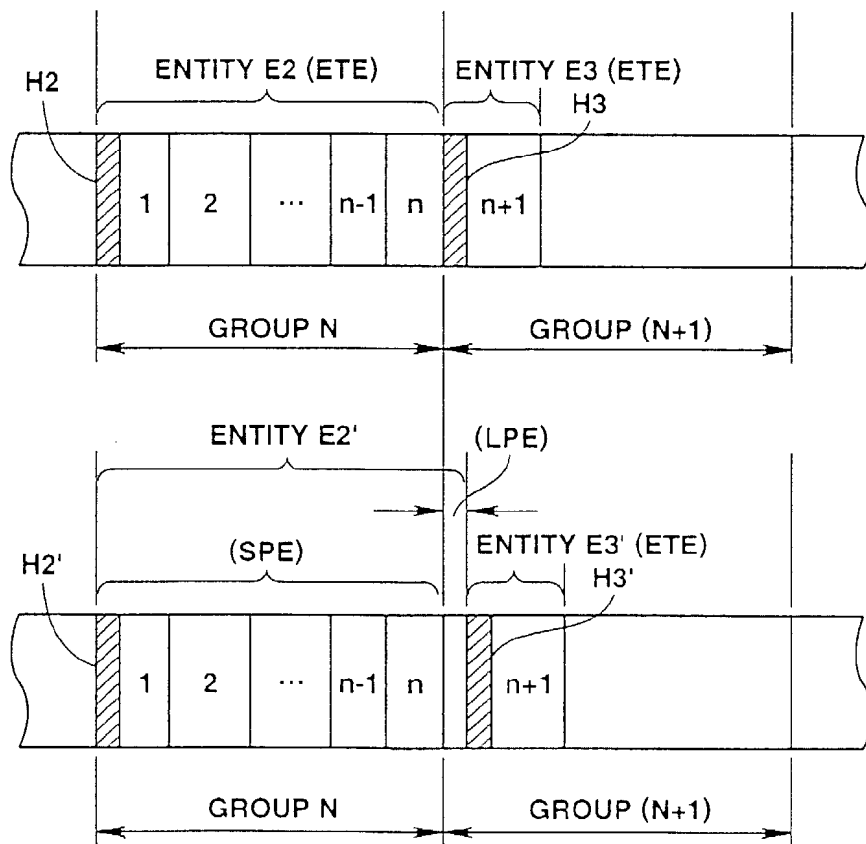 ENTITY E2 (ETE) ENTITY E3 (ETE)
H2 H3
1 2 ... n-1 n n+1
GROUP N GROUP (N+1)
ENTITY E2' (LPE)
(SPE) ENTITY E3' (ETE)
H2' H3'
1 2 ... n-1 n n+1
GROUP N GROUP (N+1)